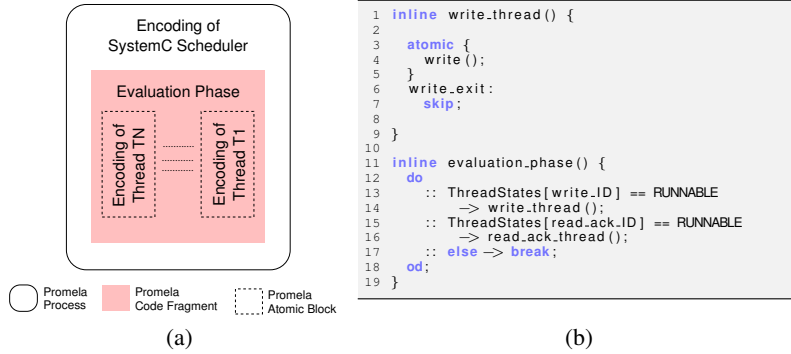 Encoding of
SystemC Scheduler
Evaluation Phase
Encoding of
Thread TN
Encoding of
Thread T1
Promela
Process
Promela
Code Fragment
Promela
Atomic Block
(a)
1 inline write_thread() {
2
3 atomic {
4 write();
5 }
6 write_exit:
7 skip;
8
9 }
10
11 inline evaluation_phase() {
12 do
13 :: ThreadStates[write_ID] == RUNNABLE
14 -> write_thread();
15 :: ThreadStates[read_ack_ID] == RUNNABLE
16 -> read_ack_thread();
17 :: else -> break;
18 od;
19 }
(b)